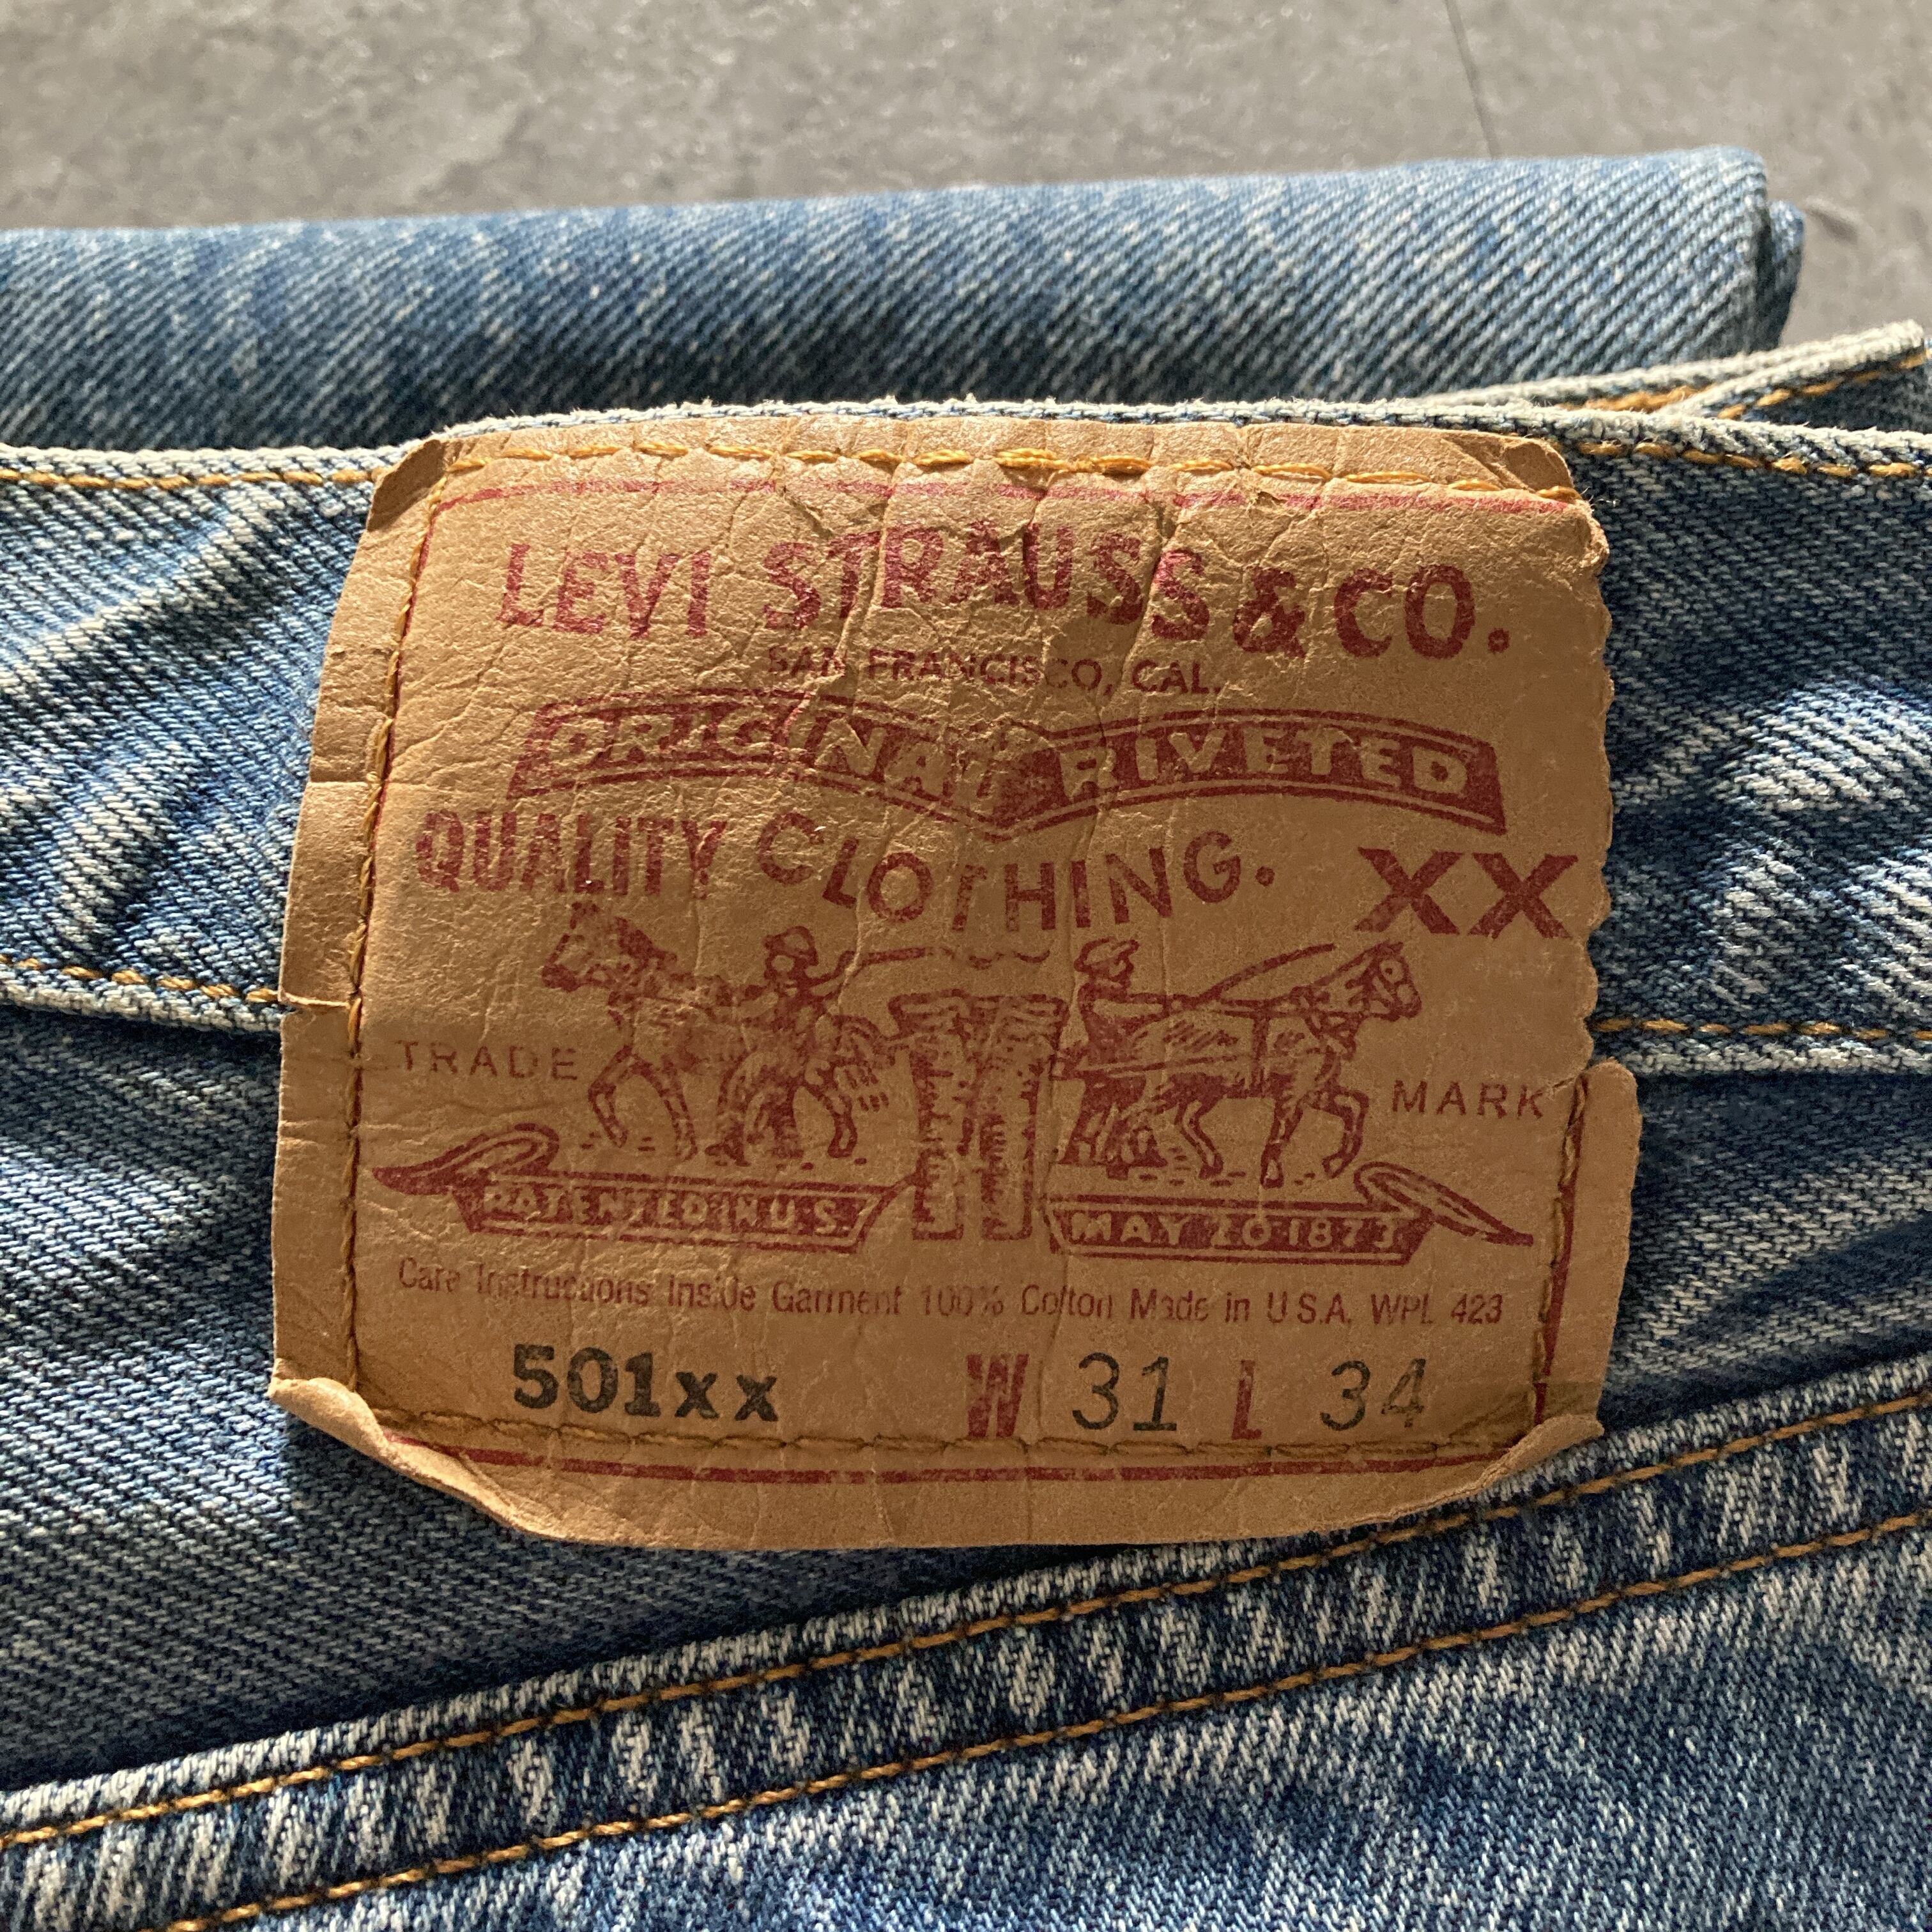 LEVI STRAUSS & CO.
SAN FRANCISCO, CAL.
ORIGINAL RIVETED
QUALITY CLOTHING.
XX
TRADE MARK
PATENTED IN U.S. MAY 20 1873
Care Instructions Inside Garment 100% Cotton Made in U.S.A. WPL 423
501xx W 31 L 34